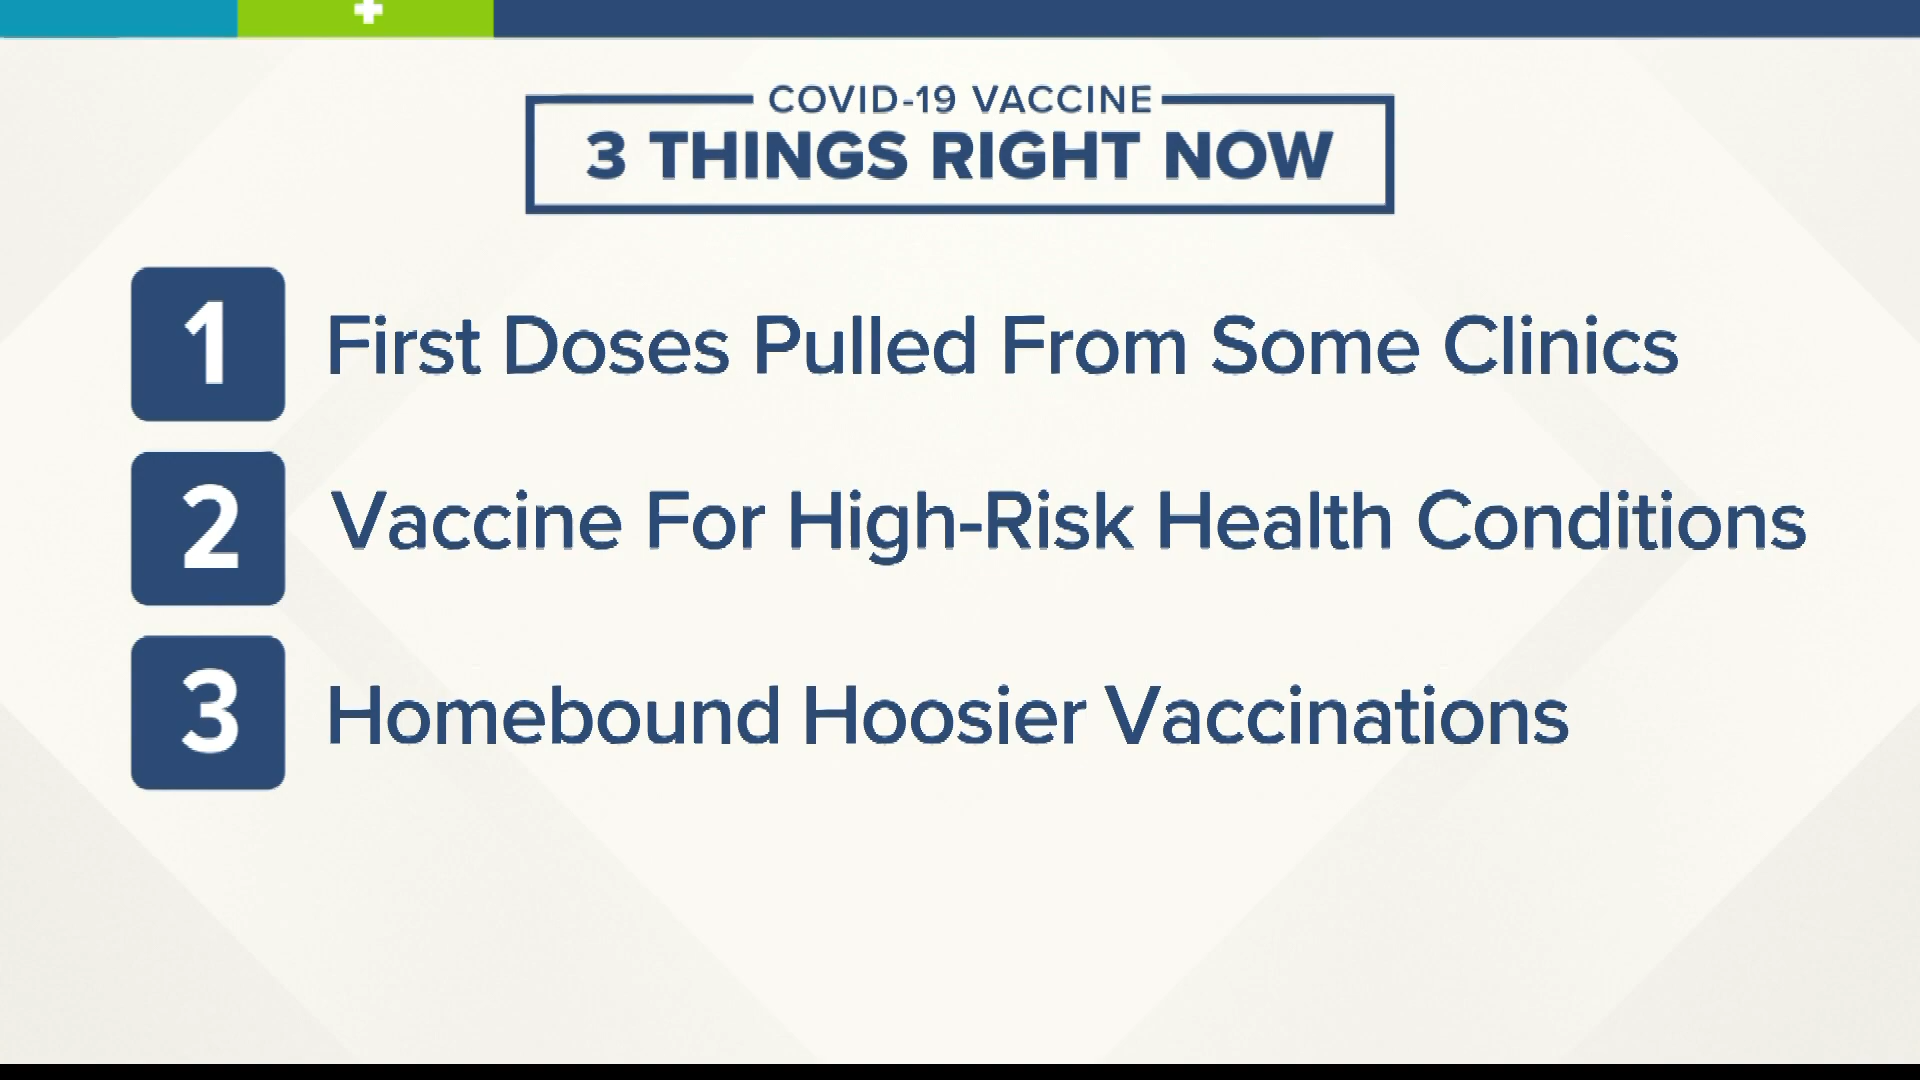 COVID-19 VACCINE
3 THINGS RIGHT NOW
1 First Doses Pulled From Some Clinics
2 Vaccine For High-Risk Health Conditions
3 Homebound Hoosier Vaccinations